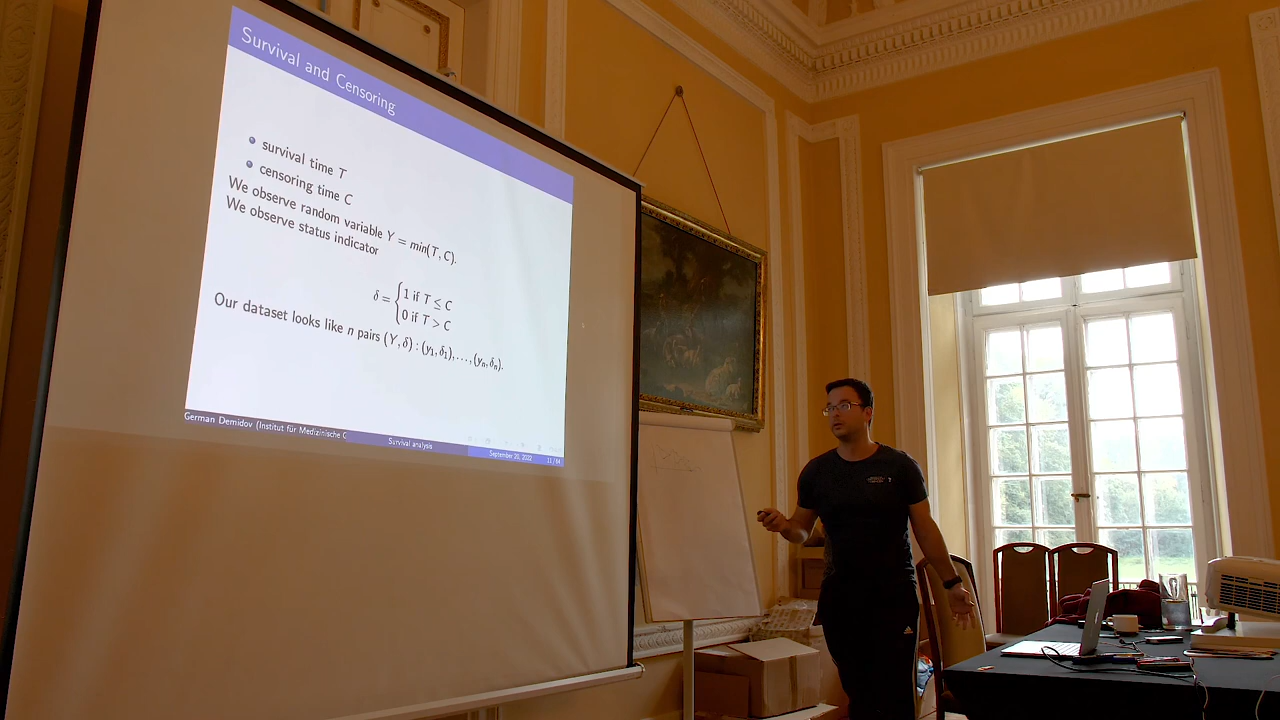 Survival and Censoring
survival time T
censoring time C
We observe random variable Y = min(T, C).
We observe status indicator
δ = {1 if T ≤ C
0 if T > C
Our dataset looks like n pairs (Y, δ) : (y₁, δ₁), . . . , (yₙ, δₙ).
German Demidov (Institut für Medizinische G
Survival analysis
September 20, 2022
11 / 64